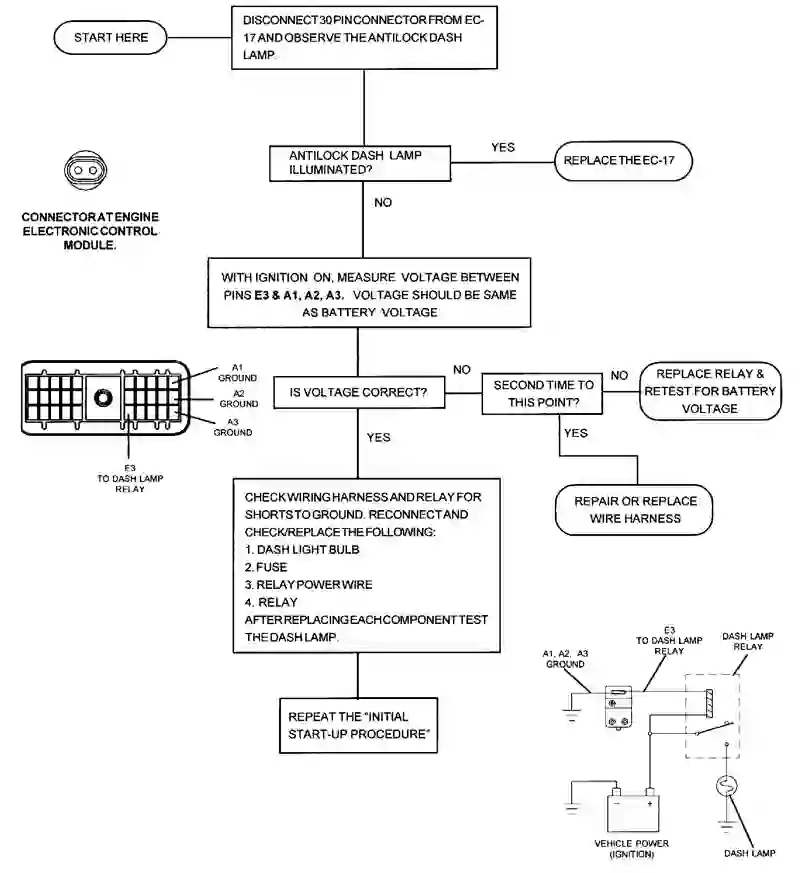 START HERE
DISCONNECT 30 PIN CONNECTOR FROM EC-
17 AND OBSERVE THE ANTILOCK DASH
LAMP.
ANTILOCK DASH LAMP
ILLUMINATED?
YES
REPLACE THE EC-17
NO
CONNECTOR AT ENGINE
ELECTRONIC CONTROL
MODULE.
WITH IGNITION ON, MEASURE VOLTAGE BETWEEN
PINS E3 & A1, A2, A3. VOLTAGE SHOULD BE SAME
AS BATTERY VOLTAGE
A1
GROUND
A2
GROUND
A3
GROUND
E3
TO DASH LAMP
RELAY
IS VOLTAGE CORRECT?
NO
SECOND TIME TO
THIS POINT?
NO
REPLACE RELAY &
RETEST FOR BATTERY
VOLTAGE
YES
YES
REPAIR OR REPLACE
WIRE HARNESS
CHECK WIRING HARNESS AND RELAY FOR
SHORTS TO GROUND. RECONNECT AND
CHECK/REPLACE THE FOLLOWING:
1. DASH LIGHT BULB
2. FUSE
3. RELAY POWER WIRE
4. RELAY
AFTER REPLACING EACH COMPONENT TEST
THE DASH LAMP.
REPEAT THE "INITIAL
START-UP PROCEDURE"
A1, A2, A3
GROUND
E3
TO DASH LAMP
RELAY
DASH LAMP
RELAY
- +
VEHICLE POWER
(IGNITION)
DASH LAMP